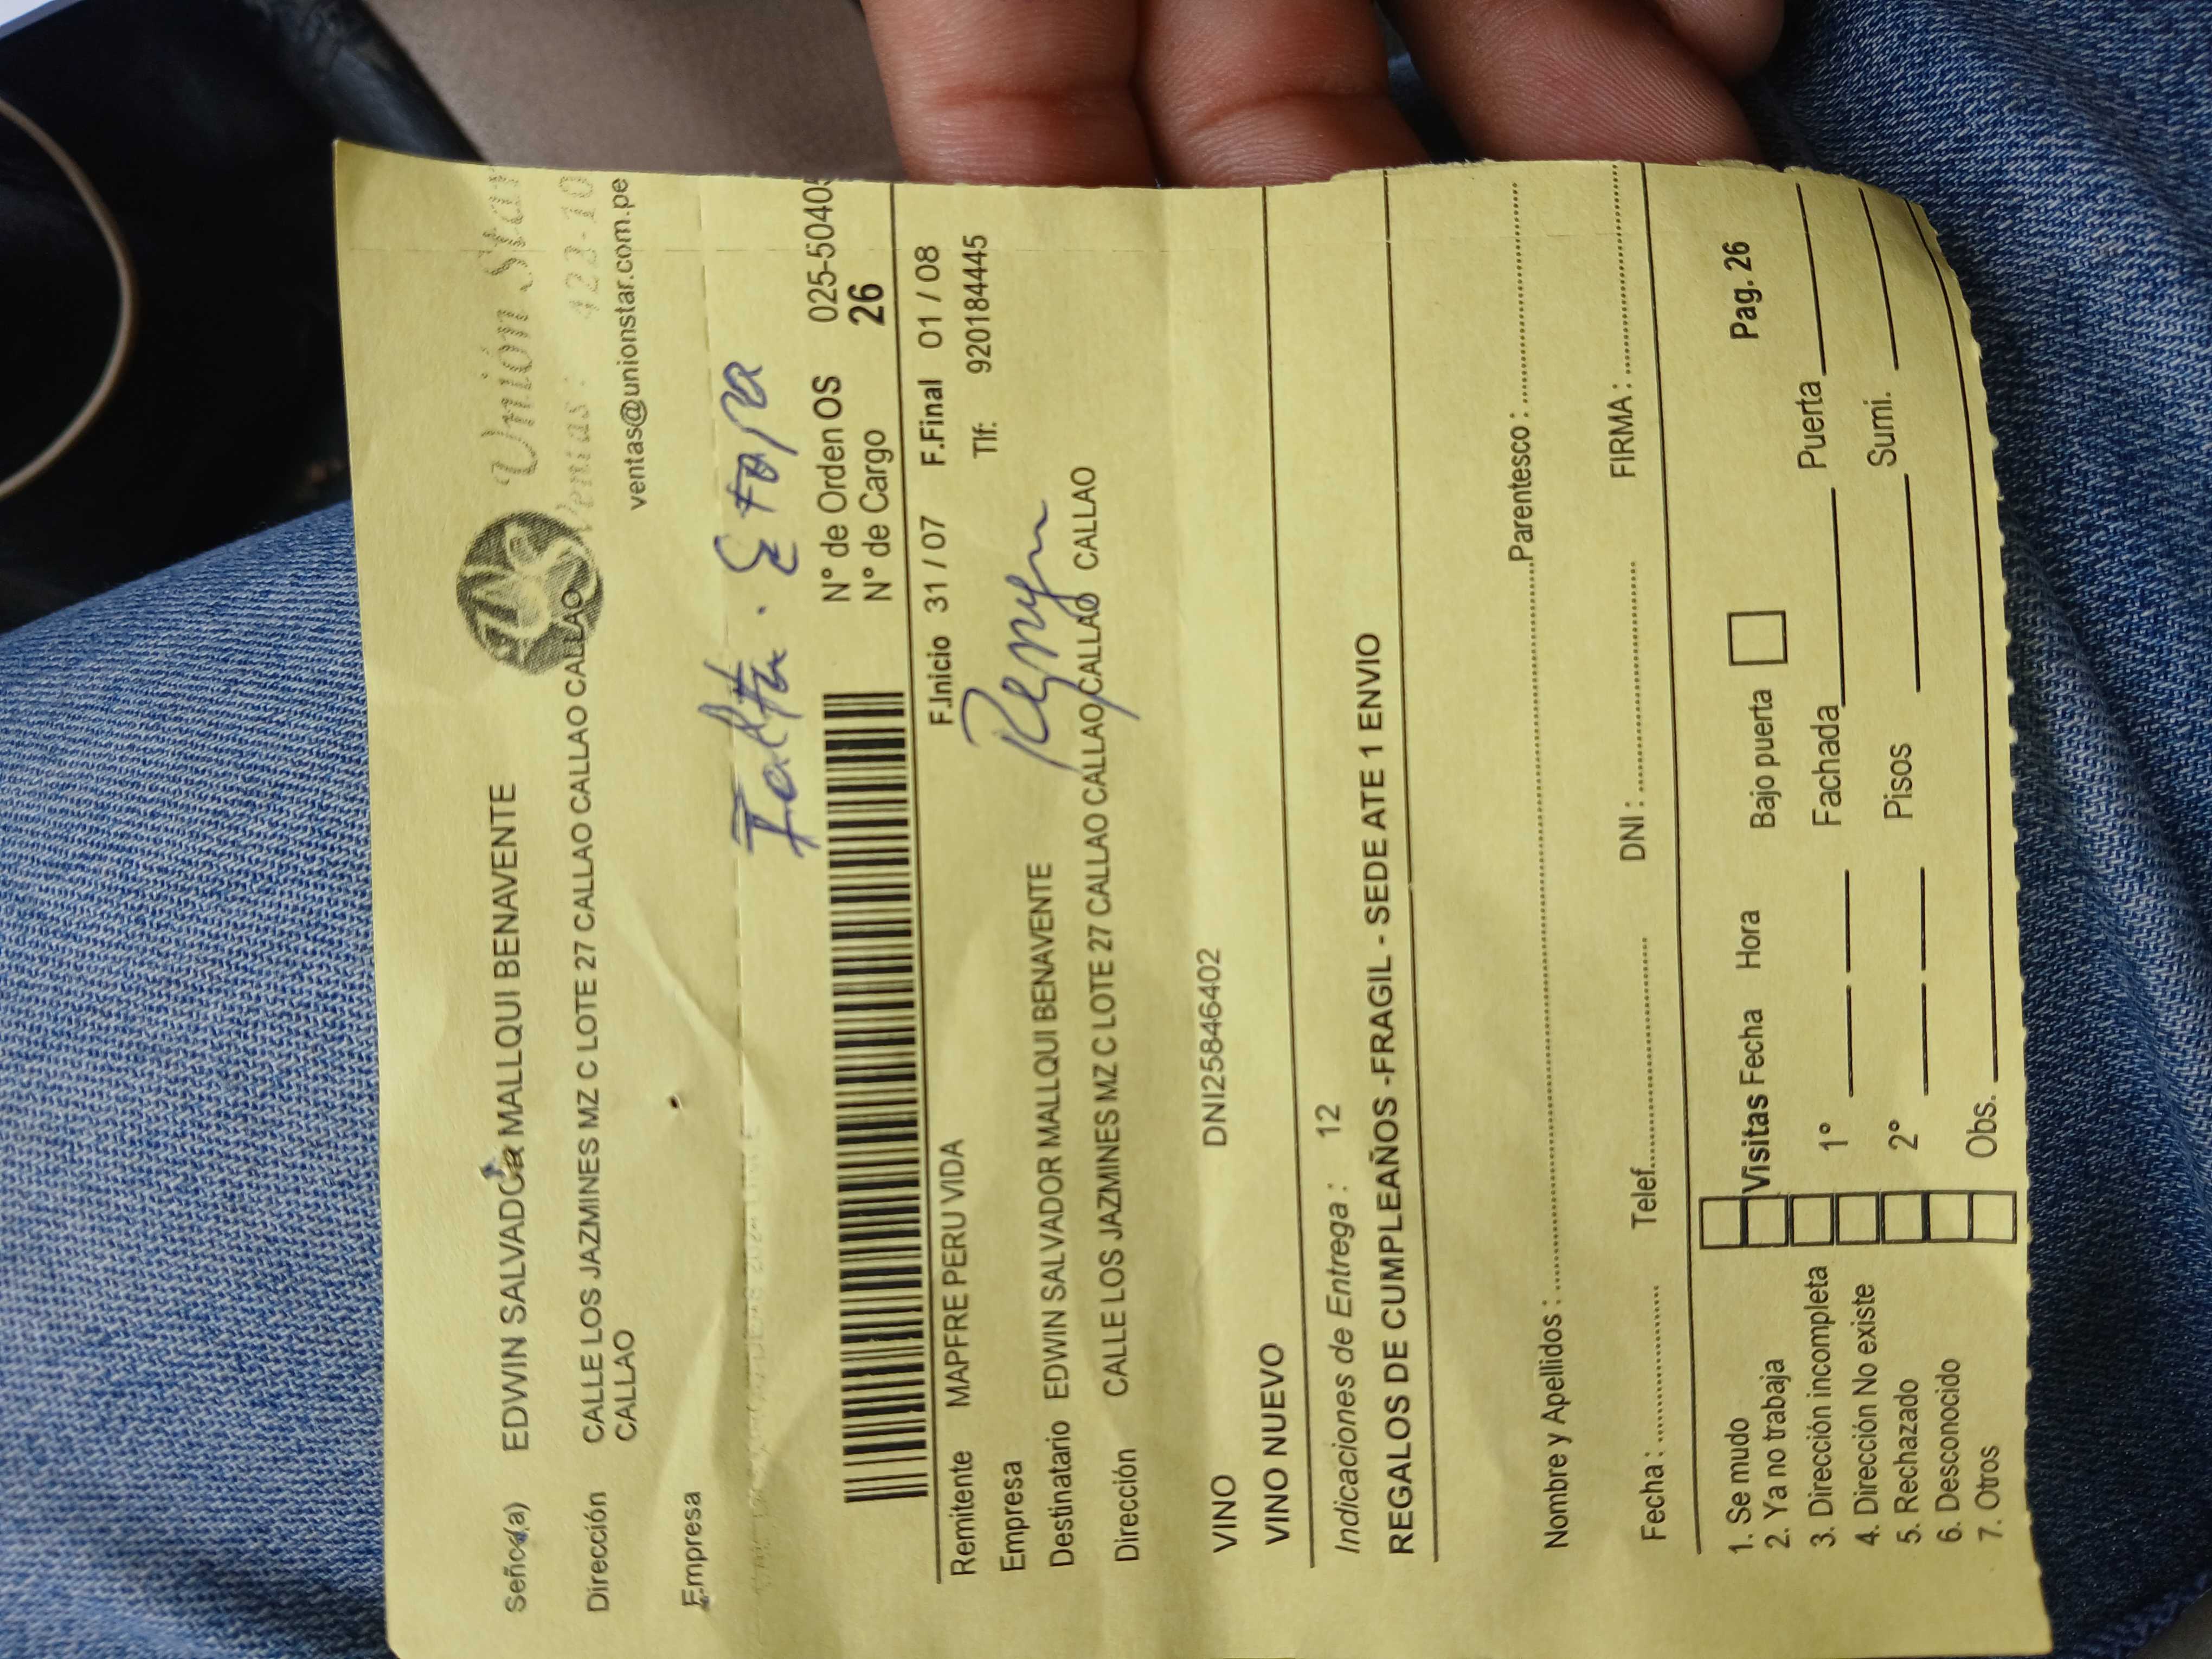 Unión Star
Ventas: 422-10
ventas@unionstar.com.pe
Seño(a) EDWIN SALVADOR MALLQUI BENAVENTE
Dirección CALLE LOS JAZMINES MZ C LOTE 27 CALLAO CALLAO CALLAO
CALLAO
Empresa
Falta. Etapa
N° de Orden OS 025-50405
N° de Cargo 26
F.Inicio 31 / 07 F.Final 01 / 08
Remitente MAPFRE PERU VIDA Tlf: 920184445
Empresa
Destinatario EDWIN SALVADOR MALLQUI BENAVENTE
Dirección CALLE LOS JAZMINES MZ C LOTE 27 CALLAO CALLAO CALLAO CALLAO
VINO DNI25846402
VINO NUEVO
Indicaciones de Entrega : 12
REGALOS DE CUMPLEAÑOS -FRAGIL - SEDE ATE 1 ENVIO
Nombre y Apellidos : Parentesco :
Fecha : Telef. DNI : FIRMA :
1. Se mudo
2. Ya no trabaja
3. Dirección incompleta
4. Dirección No existe
5. Rechazado
6. Desconocido
7. Otros
Visitas Fecha Hora Bajo puerta Pag. 26
1° Fachada Puerta
2° Pisos Sumi.
Obs.